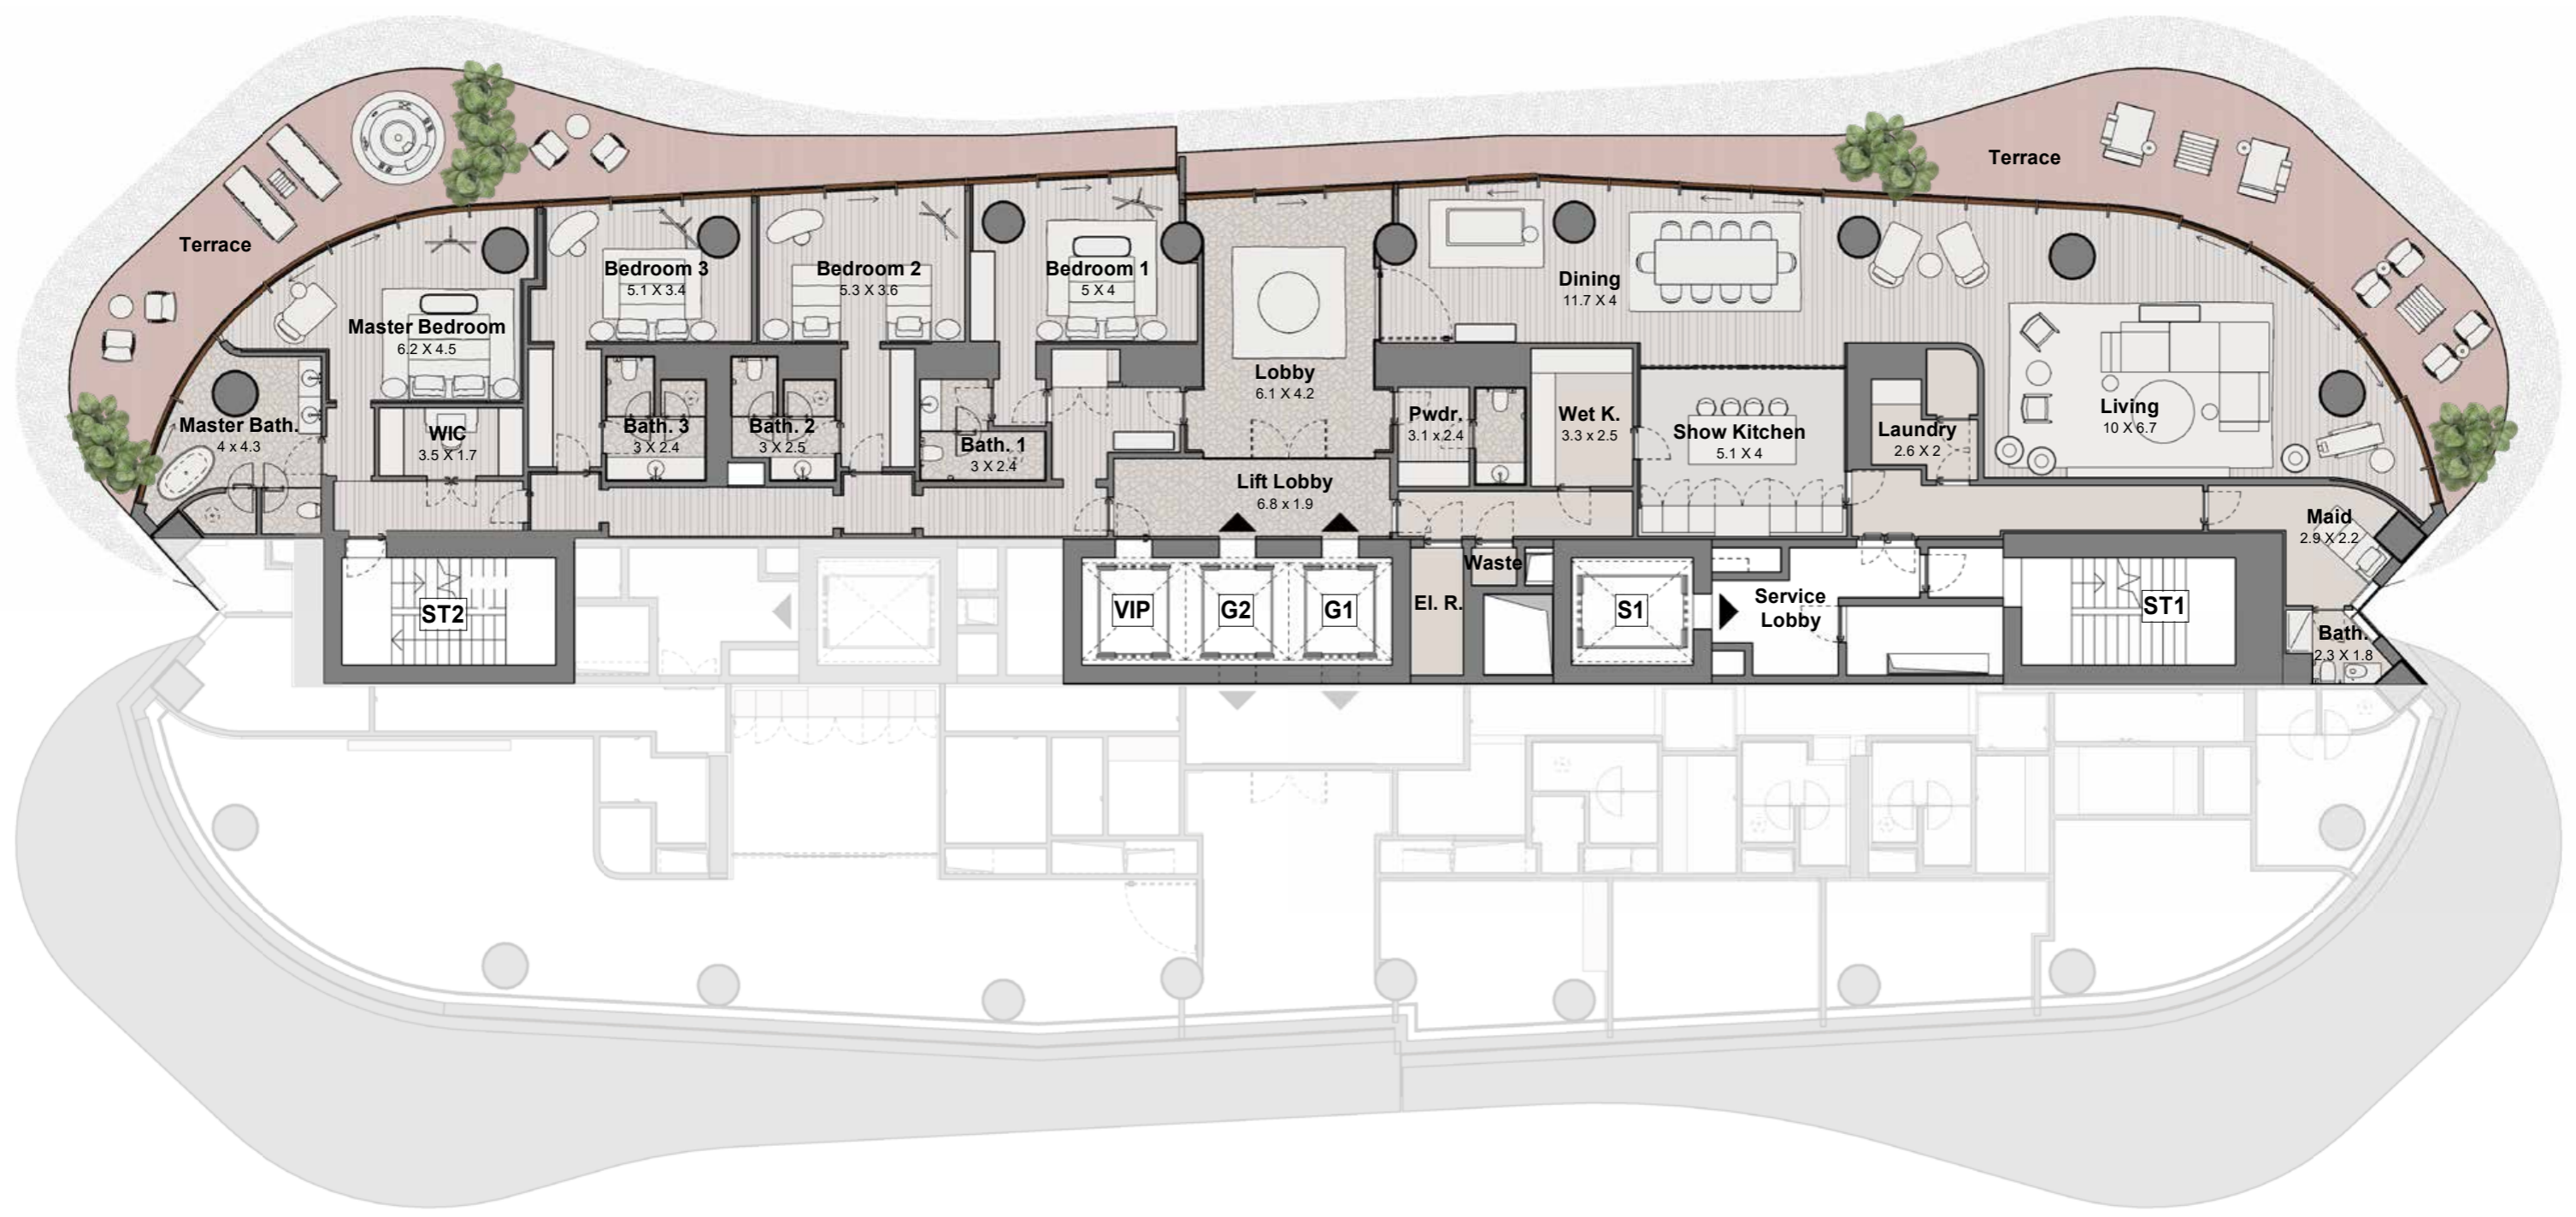 Terrace
Terrace
Master Bedroom
6.2 X 4.5
Bedroom 3
5.1 X 3.4
Bedroom 2
5.3 X 3.6
Bedroom 1
5 X 4
Lobby
6.1 X 4.2
Dining
11.7 X 4
Living
10 X 6.7
Master Bath.
4 x 4.3
WIC
3.5 X 1.7
Bath. 3
3 X 2.4
Bath. 2
3 X 2.5
Bath. 1
3 X 2.4
Lift Lobby
6.8 x 1.9
Pwdr.
3.1 x 2.4
Wet K.
3.3 x 2.5
Show Kitchen
5.1 X 4
Laundry
2.6 X 2
Maid
2.9 X 2.2
ST2
VIP
G2
G1
El. R.
Waste
S1
Service
Lobby
ST1
Bath.
2.3 X 1.8